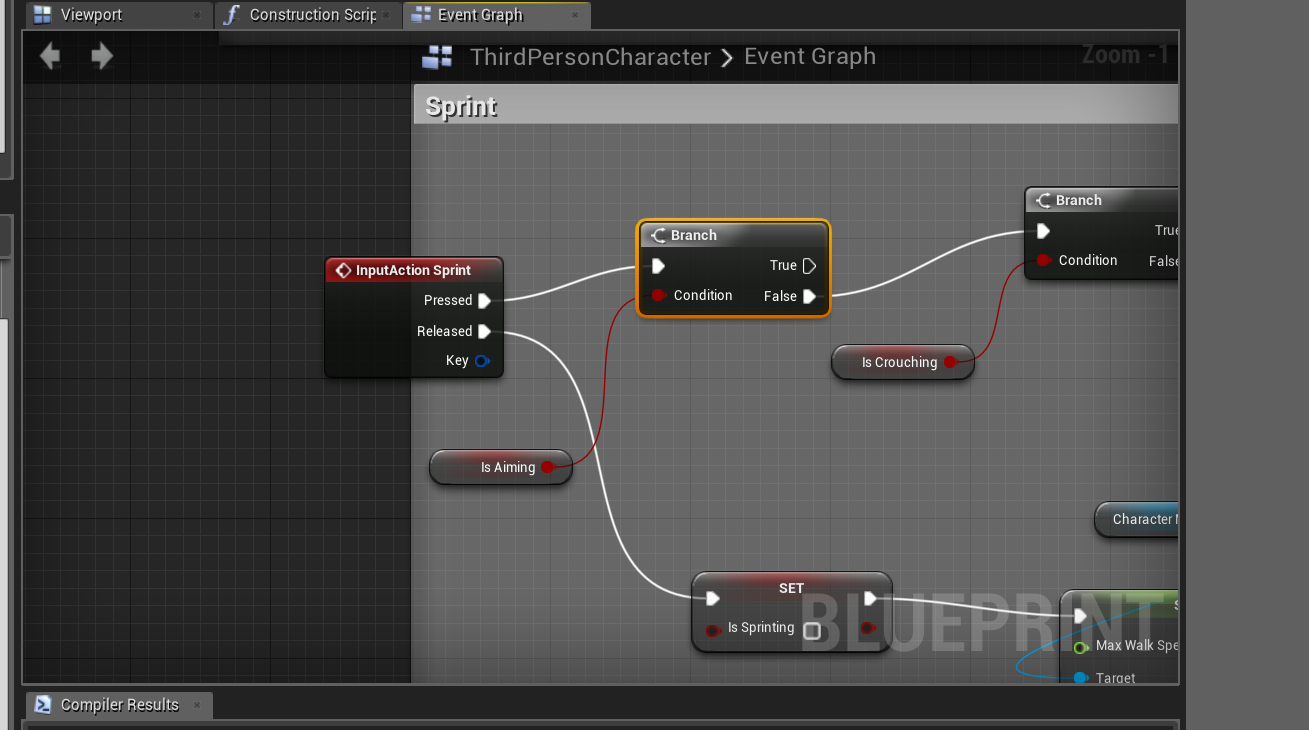 Viewport
Construction Scrip
Event Graph
ThirdPersonCharacter > Event Graph
Zoom -1
Sprint
Branch
True
Condition
False
Branch
True
Condition
False
InputAction Sprint
Pressed
Released
Key
Is Crouching
Is Aiming
Character
SET
Is Sprinting
BLUEPRINT
Max Walk Spe
Target
Compiler Results